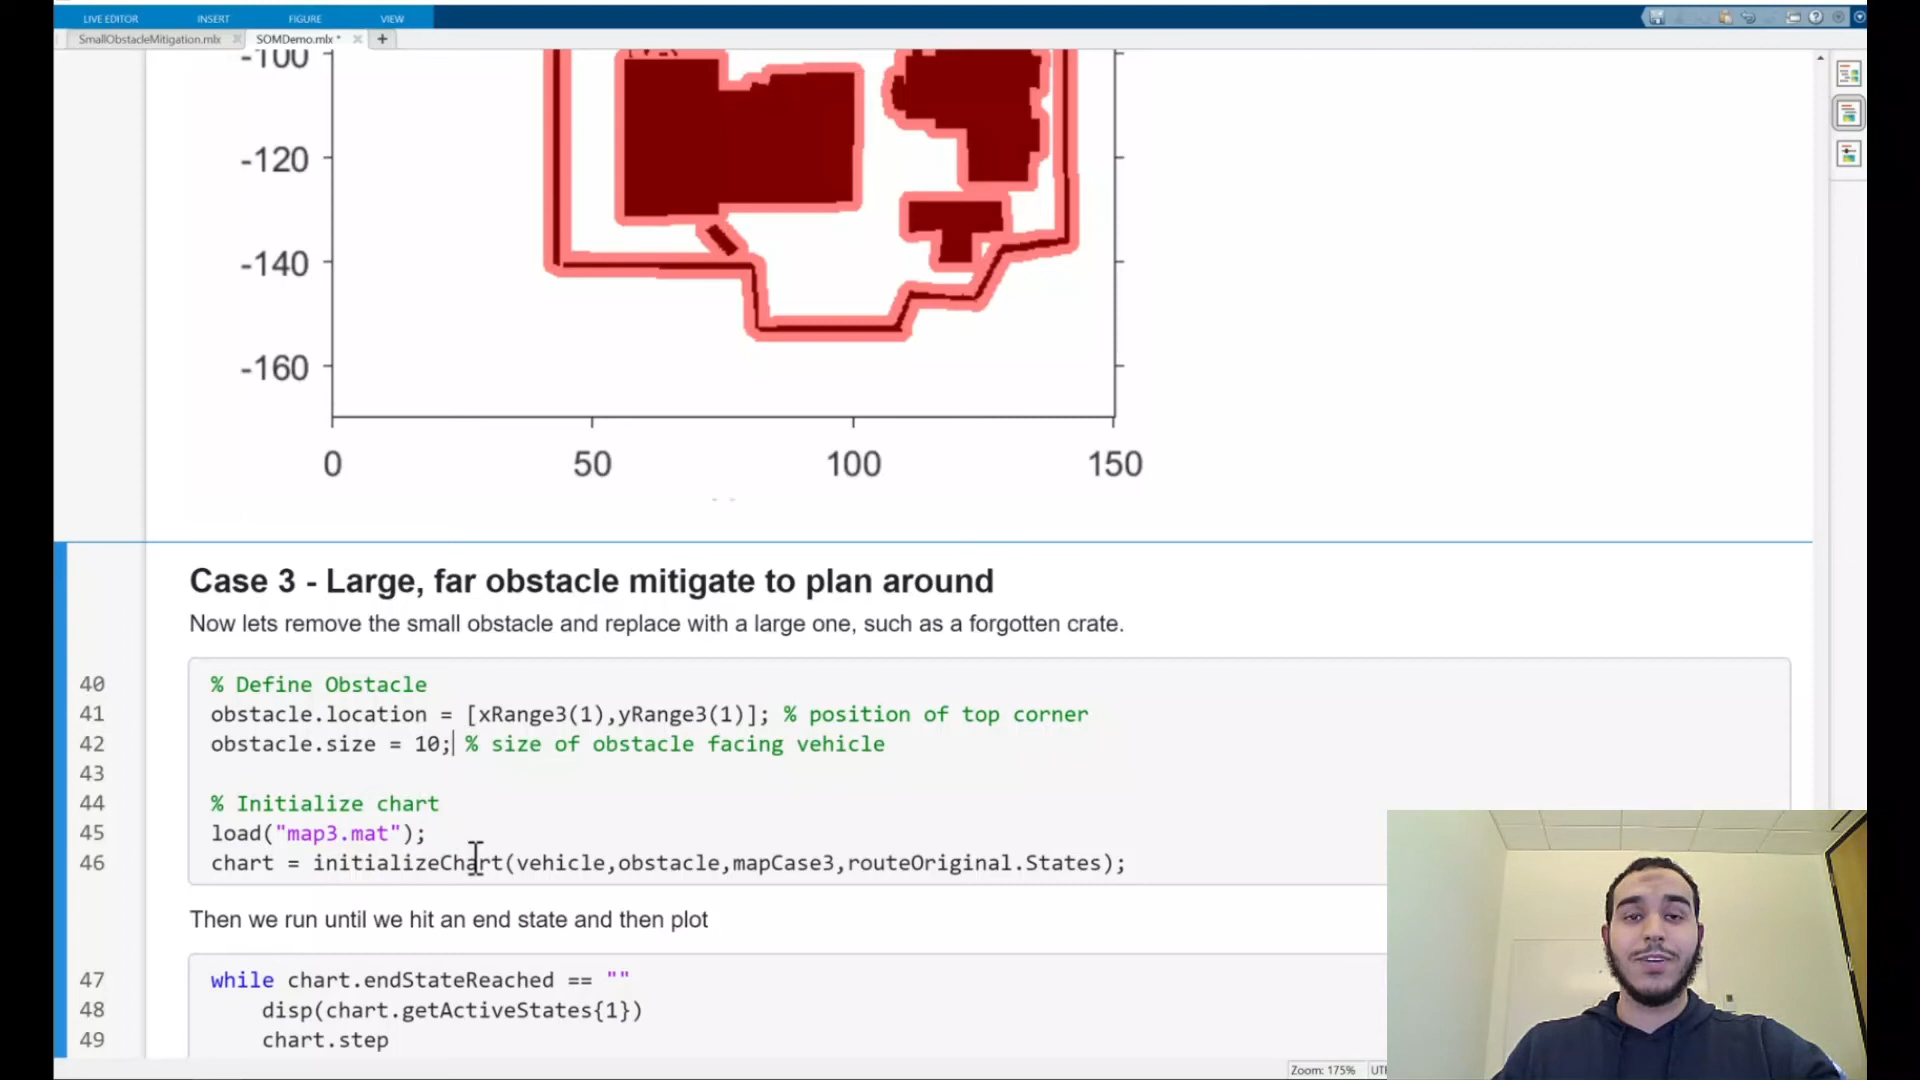 LIVE EDITOR INSERT FIGURE VIEW
SmallObstacleMitigation.mlx SOMDemo.mlx *
-100
-120
-140
-160
0 50 100 150
Case 3 - Large, far obstacle mitigate to plan around
Now lets remove the small obstacle and replace with a large one, such as a forgotten crate.
40 % Define Obstacle
41 obstacle.location = [xRange3(1),yRange3(1)]; % position of top corner
42 obstacle.size = 10; % size of obstacle facing vehicle
43
44 % Initialize chart
45 load("map3.mat");
46 chart = initializeChart(vehicle,obstacle,mapCase3,routeOriginal.States);
Then we run until we hit an end state and then plot
47 while chart.endStateReached == ""
48 disp(chart.getActiveStates{1})
49 chart.step
Zoom: 175%